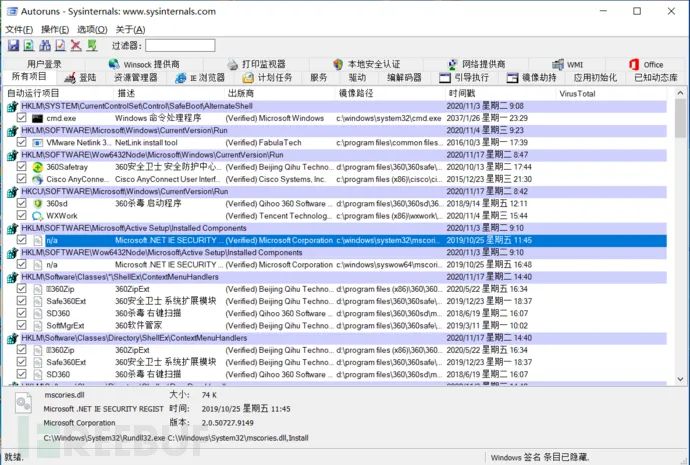 Autoruns - Sysinternals: www.sysinternals.com
文件(F) 操作(E) 选项(O) 关于(A)
过滤器:
用户登录 Winsock 提供商 打印监视器 本地安全认证 网络提供商 WMI Office
所有项目 登陆 资源管理器 IE 浏览器 计划任务 服务 驱动 编解码器 引导执行 映像劫持 应用初始化 已知动态库
自动运行项目 描述 出版商 镜像路径 时间戳 VirusTotal
HKLM\SYSTEM\CurrentControlSet\Control\SafeBoot\AlternateShell 2020/11/3 星期二 9:08
cmd.exe Windows 命令处理程序 (Verified) Microsoft Windows c:\windows\system32\cmd.exe 2037/1/26 星期一 23:29
HKLM\SOFTWARE\Microsoft\Windows\CurrentVersion\Run 2020/11/4 星期三 9:23
VMware Netlink 3... NetLink install tool (Verified) FabulaTech c:\program files\common files... 2016/10/3 星期一 17:39
HKLM\SOFTWARE\Wow6432Node\Microsoft\Windows\CurrentVersion\Run 2020/11/17 星期二 8:47
360Safetray 360安全卫士 安全防护中心... (Verified) Beijing Qihu Techno... d:\program files (x86)\360\360safe\... 2020/11/3 星期二 12:12
Cisco AnyConne... Cisco AnyConnect User Interf... (Verified) Cisco Systems, Inc. c:\program files (x86)\cisco\ci... 2015/12/23 星期三 21:30
HKCU\SOFTWARE\Microsoft\Windows\CurrentVersion\Run 2020/11/17 星期二 8:42
360sd 360杀毒 启动程序 (Verified) Qihoo 360 Software ... d:\program files (x86)\360\360sd\... 2018/9/14 星期五 12:11
WXWork (Verified) Tencent Technolog... d:\program files (x86)\wxwork\... 2020/11/4 星期三 15:44
HKLM\SOFTWARE\Microsoft\Active Setup\Installed Components 2020/11/3 星期二 9:10
n/a Microsoft .NET IE SECURITY ... (Verified) Microsoft Corporation c:\windows\system32\mscori... 2019/10/25 星期五 11:45
HKLM\SOFTWARE\Wow6432Node\Microsoft\Active Setup\Installed Components 2020/11/3 星期二 9:10
n/a Microsoft .NET IE SECURITY ... (Verified) Microsoft Corporation c:\windows\syswow64\mscori... 2019/10/25 星期五 16:48
HKLM\Software\Classes\*\ShellEx\ContextMenuHandlers 2020/11/17 星期二 14:40
360Zip 360ZipExt (Verified) Beijing Qihu Techno... d:\program files (x86)\360\360... 2020/5/22 星期五 16:34
Safe360Ext 360安全卫士 系统扩展模块 (Verified) Beijing Qihu Techno... d:\program files (x86)\360\360safe\... 2019/12/23 星期一 18:37
SD360 360杀毒 右键扫描 (Verified) Qihoo 360 Software ... d:\program files (x86)\360\360sd\... 2018/6/19 星期二 16:07
SoftMgrExt 360软件管家 (Verified) Beijing Qihu Techno... d:\program files (x86)\360\360safe\... 2019/3/11 星期一 10:02
HKLM\Software\Classes\Directory\ShellEx\ContextMenuHandlers 2020/11/17 星期二 14:40
360Zip 360ZipExt (Verified) Beijing Qihu Techno... d:\program files (x86)\360\360... 2020/5/22 星期五 16:34
Safe360Ext 360安全卫士 系统扩展模块 (Verified) Beijing Qihu Techno... d:\program files (x86)\360\360safe\... 2019/12/23 星期一 18:37
SD360 360杀毒 右键扫描 (Verified) Qihoo 360 Software ... d:\program files (x86)\360\360sd\... 2018/6/19 星期二 16:07
mscories.dll 大小: 74 K
Microsoft .NET IE SECURITY REGIST 时间: 2019/10/25 星期五 11:45
Microsoft Corporation 版本: 2.0.50727.9149
C:\Windows\System32\Rundll32.exe C:\Windows\System32\mscories.dll,Install
REEBUF
就绪. Windows 签名 条目已隐藏.